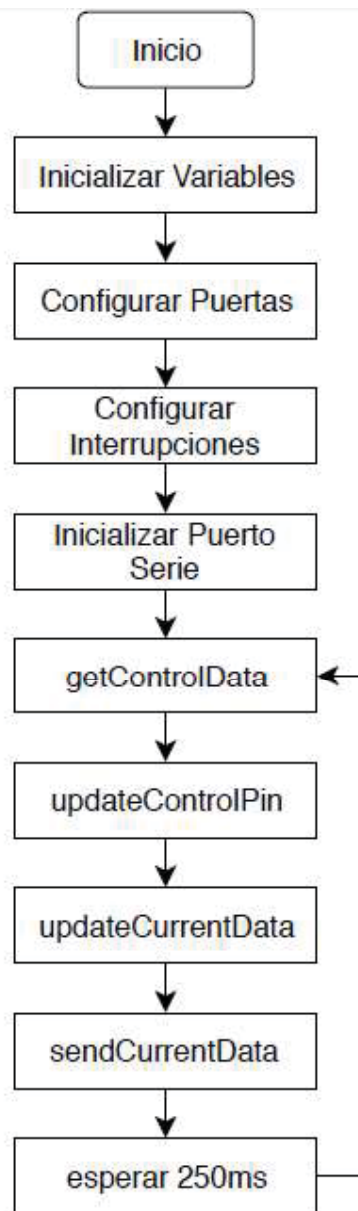 Inicio
Inicializar Variables
Configurar Puertas
Configurar
Interrupciones
Inicializar Puerto
Serie
getControlData
updateControlPin
updateCurrentData
sendCurrentData
esperar 250ms